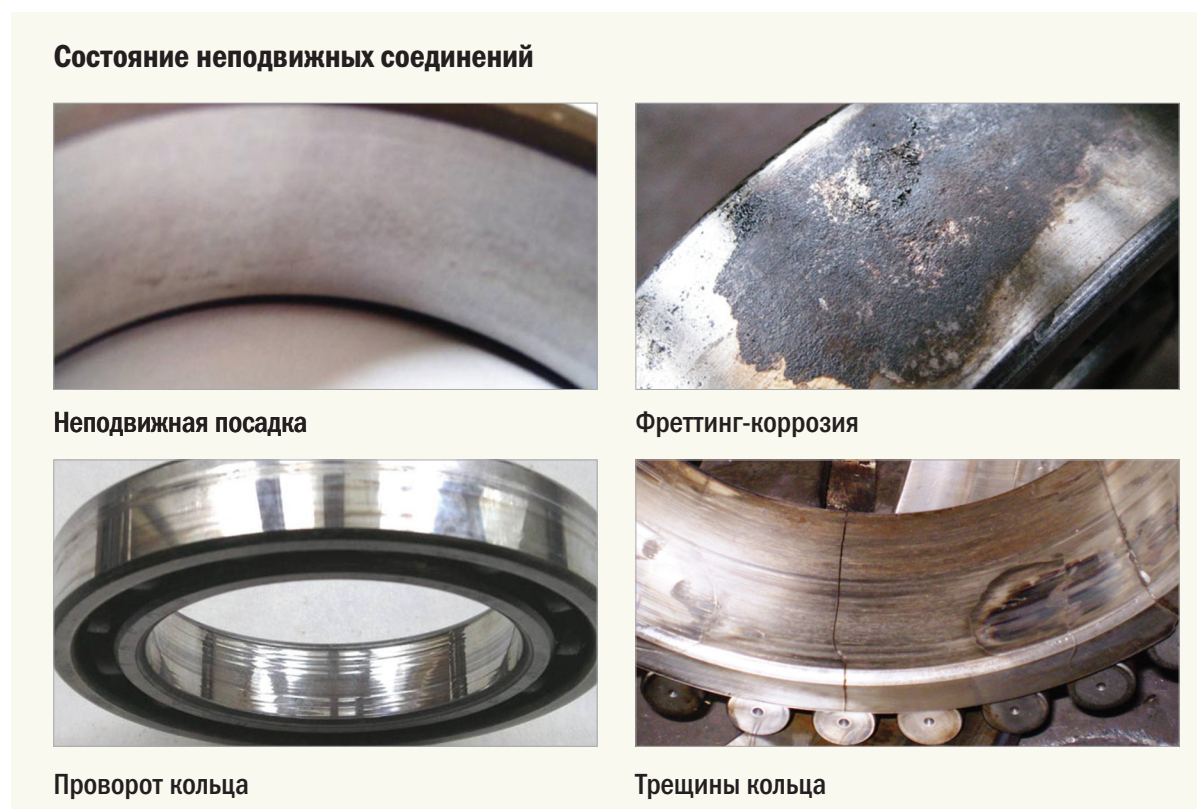 Состояние неподвижных соединений
Неподвижная посадка
Фреттинг-коррозия
Проворот кольца
Трещины кольца